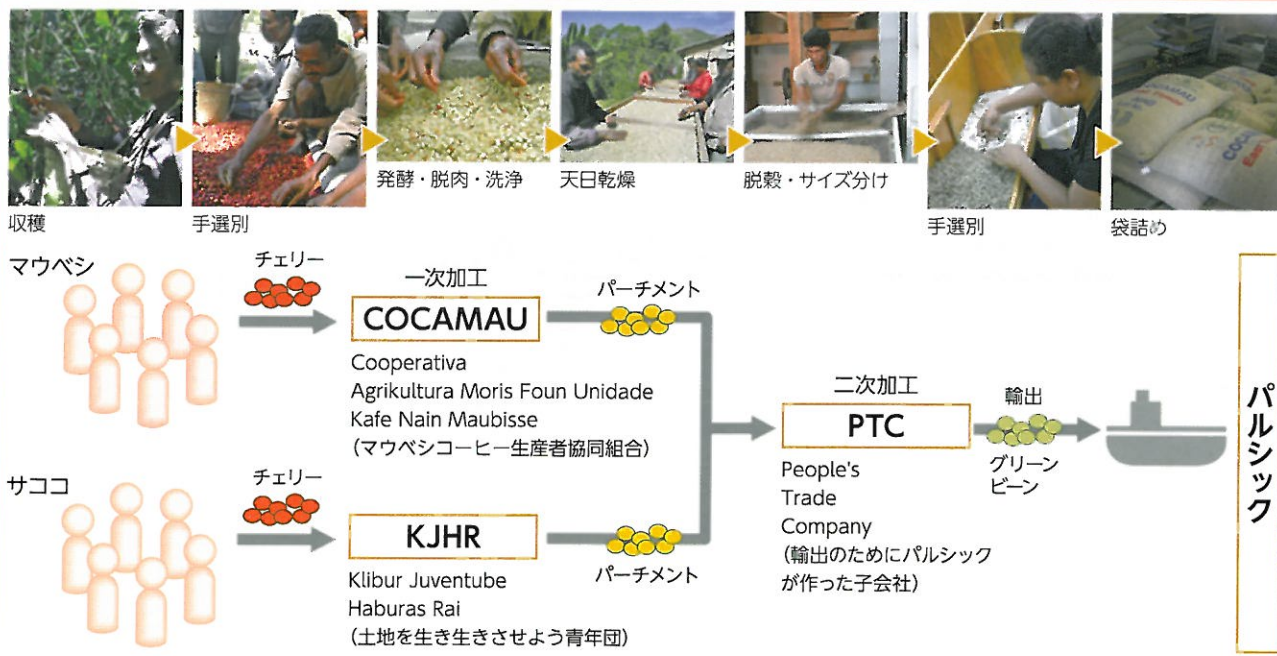 収穫
手選別
発酵・脱肉・洗浄
天日乾燥
脱穀・サイズ分け
手選別
袋詰め
COCAMAU
マウベシ
チェリー
一次加工
COCAMAU
Cooperativa
Agrikultura Moris Foun Unidade
Kafe Nain Maubisse
(マウベシコーヒー生産者協同組合)
パーチメント
サココ
チェリー
KJHR
Klibur Juventube
Haburas Rai
(土地を生き生きさせよう青年団)
パーチメント
二次加工
PTC
People's
Trade
Company
(輸出のためにパルシック
が作った子会社)
輸出
グリーン
ビーン
パルシック